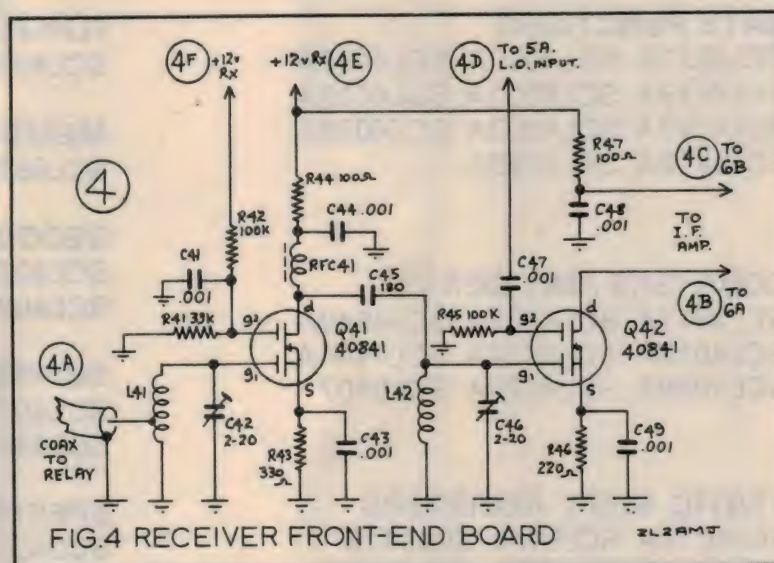 4F
+12v
Rx
+12v Rx
4E
4D
TO 5A.
L.O. INPUT.
4
R42
100K
R44 100Ω
R47
100Ω
4C
TO
6B
C41
.001
C44 .001
C48
.001
RFC41
C47
.001
TO
I.F.
AMP.
C45
180
4B
TO
6A
R41 33K
g2
d
Q41
40841
R45 100K
g2
d
Q42
40841
4A
g1
s
g1
s
L41
L42
COAX
TO
RELAY
C42
2-20
R43
330
Ω
C43
.001
C46
2-20
R46
220
Ω
C49
.001
FIG.4 RECEIVER FRONT-END BOARD
ZL2AMJ